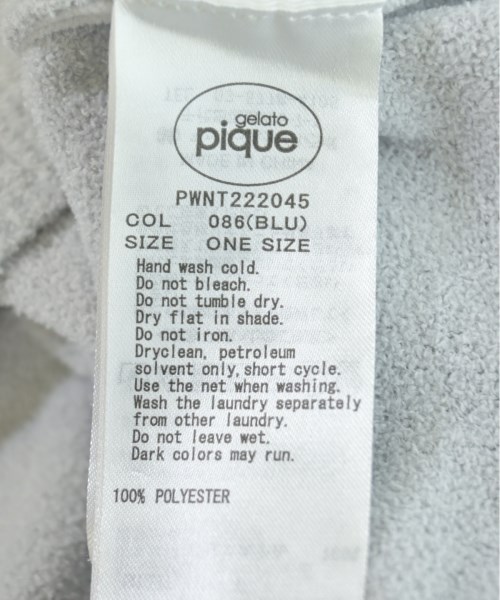 gelato
pique
PWNT222045
COL 086(BLU)
SIZE ONE SIZE
Hand wash cold.
Do not bleach.
Do not tumble dry.
Dry flat in shade.
Do not iron.
Dryclean, petroleum
solvent only,short cycle.
Use the net when washing.
Wash the laundry separately
from other laundry.
Do not leave wet.
Dark colors may run.
100% POLYESTER